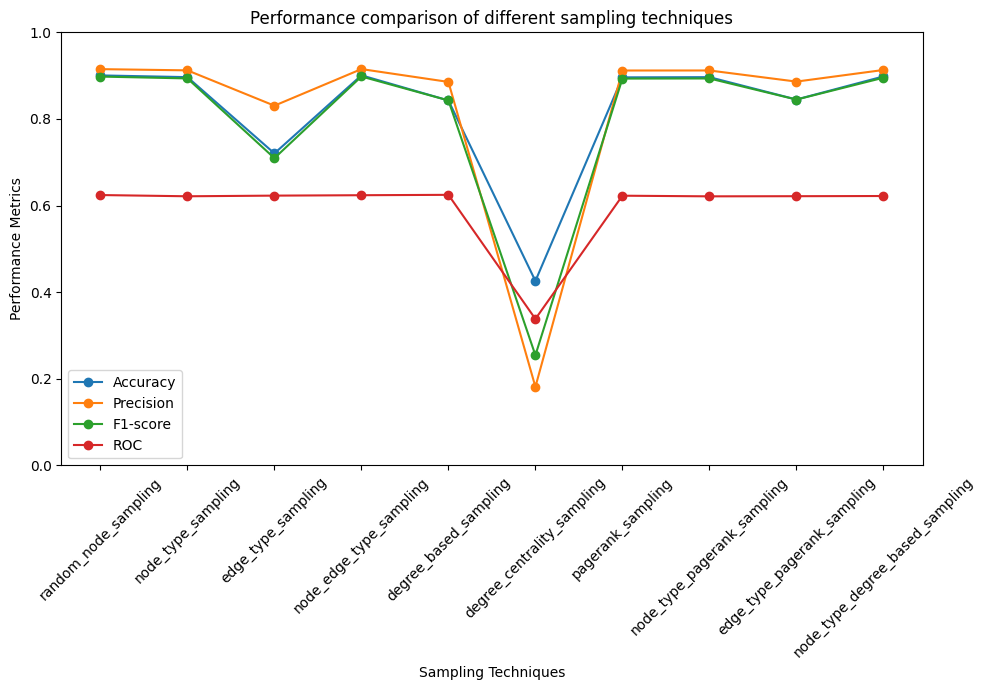 Performance comparison of different sampling techniques
1.0
0.8
0.6
0.4
0.2
0.0
Performance Metrics
Accuracy
Precision
F1-score
ROC
random_node_sampling
node_type_sampling
edge_type_sampling
node_edge_type_sampling
degree_based_sampling
degree_centrality_sampling
pagerank_sampling
node_type_pagerank_sampling
edge_type_pagerank_sampling
node_type_degree_based_sampling
Sampling Techniques